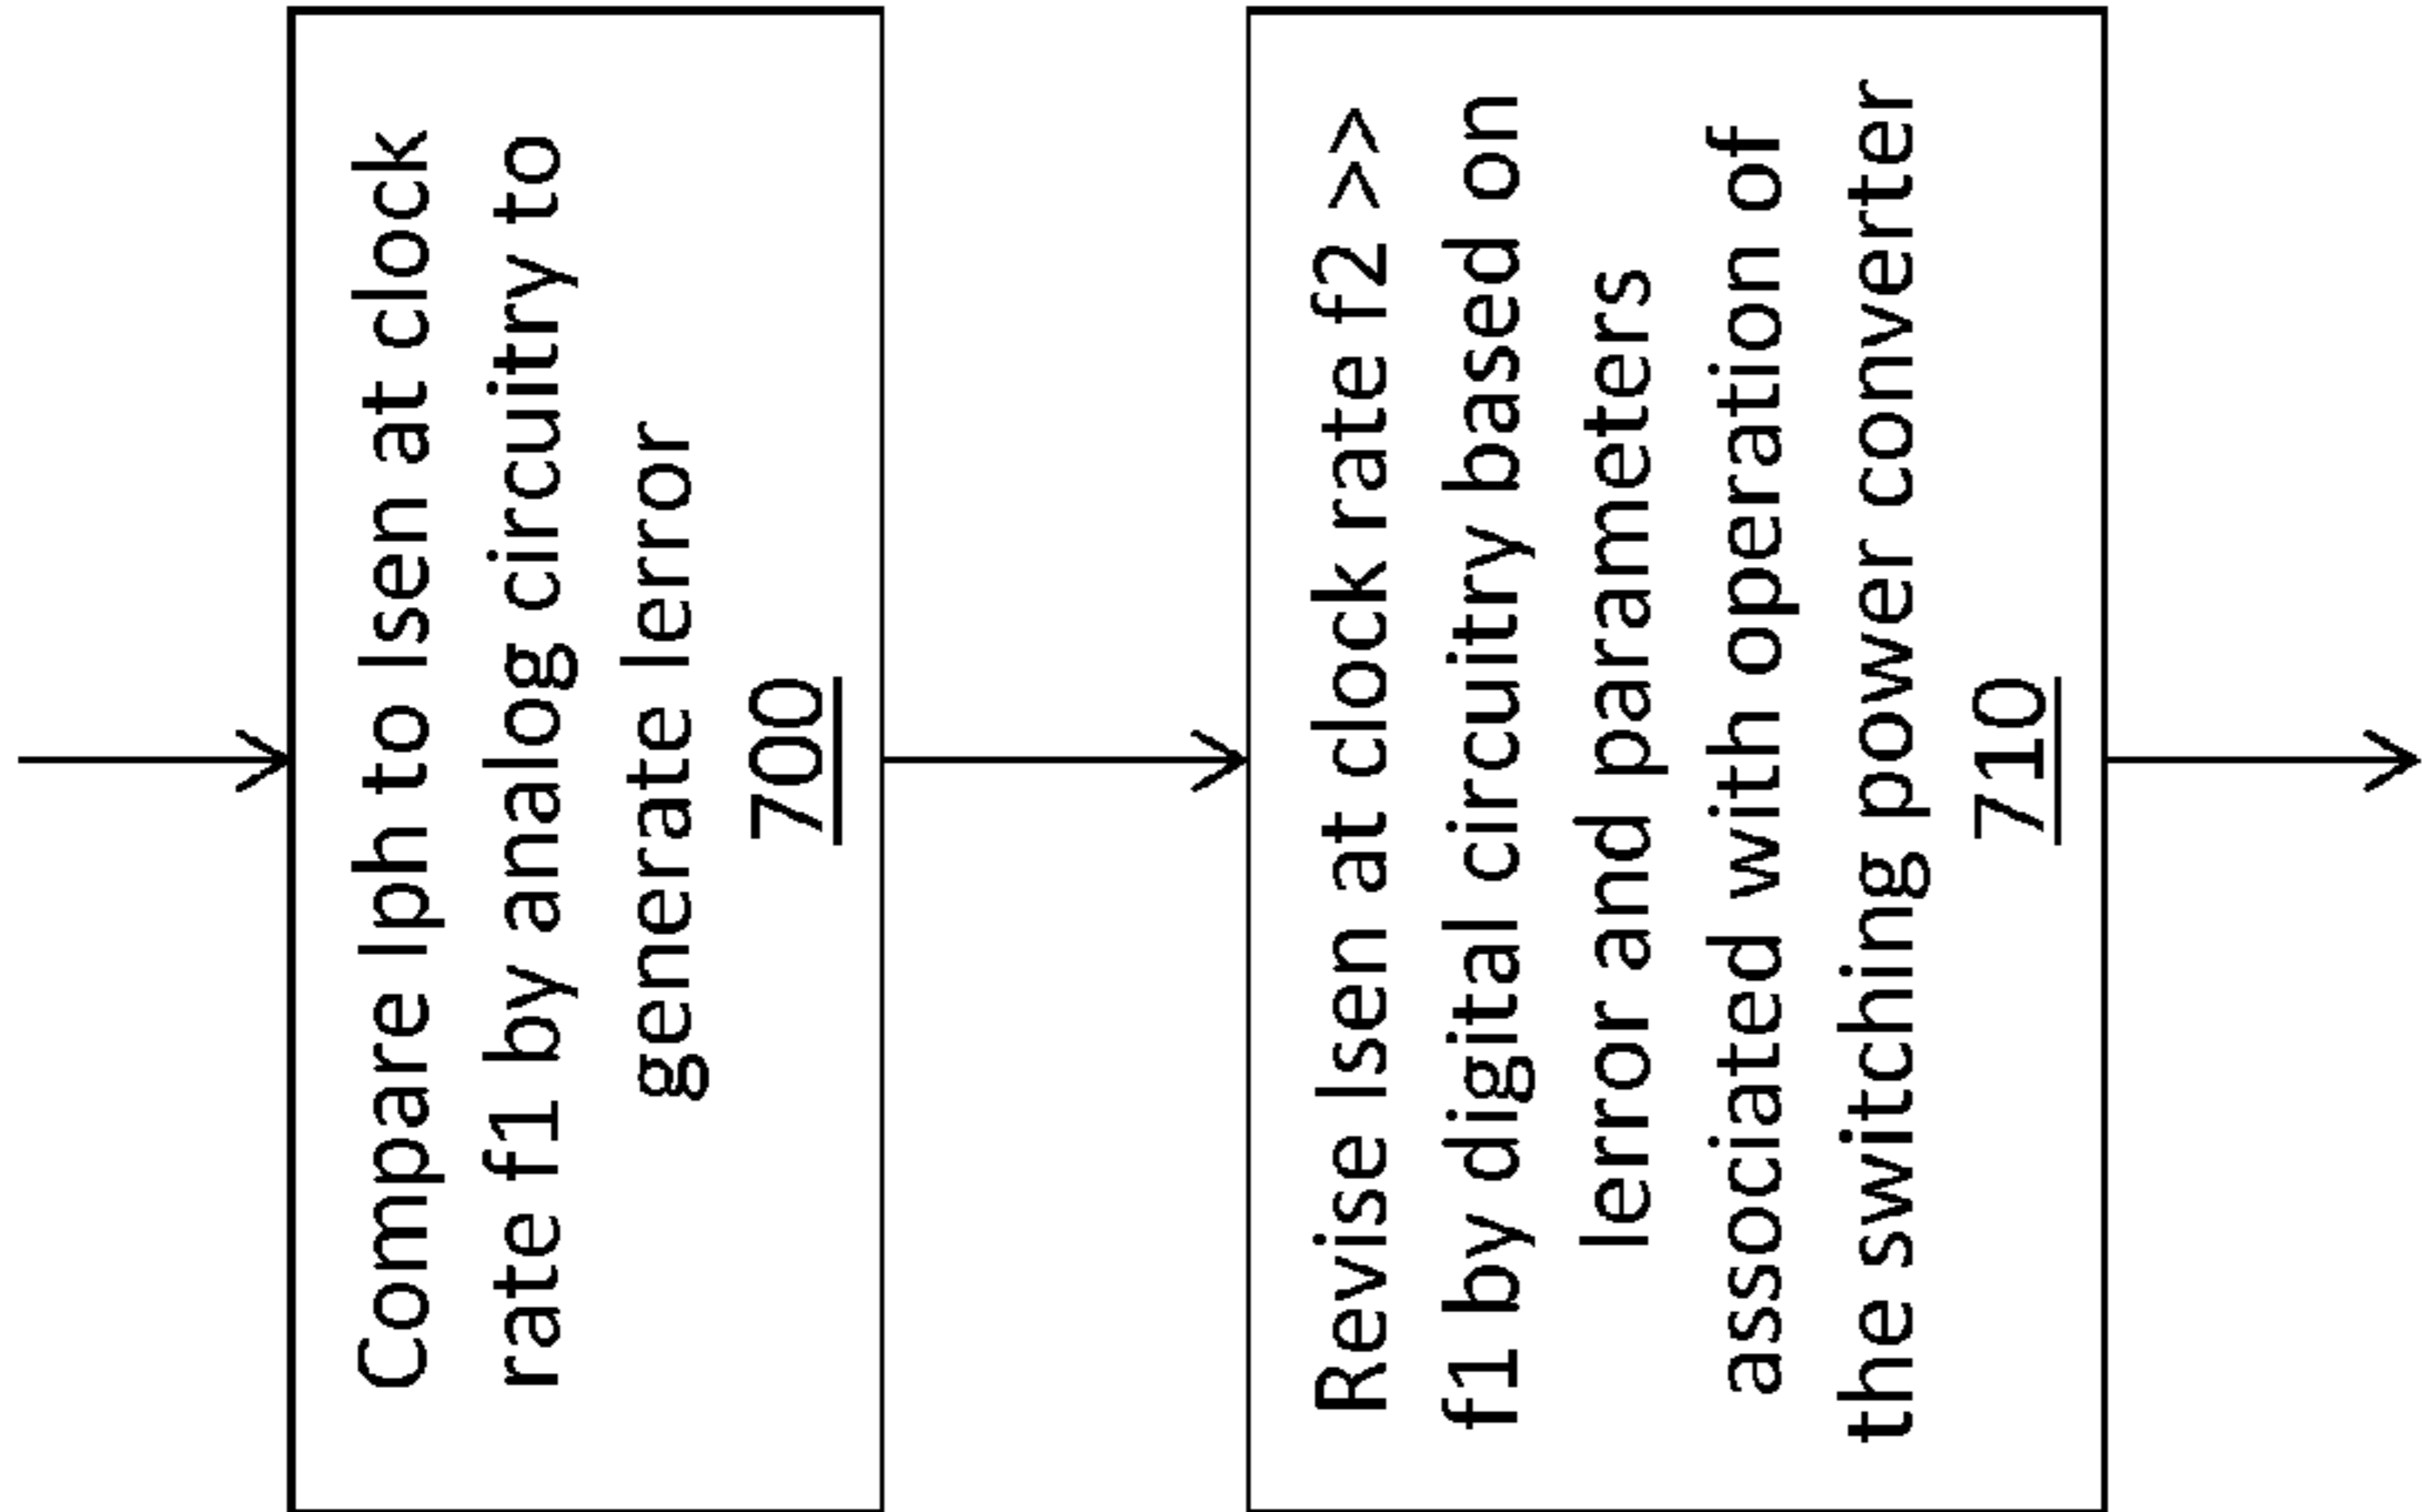 Compare Iph to Isen at clock
rate f1 by analog circuitry to
generate Ierror
700
Revise Isen at clock rate f2 >>
f1 by digital circuitry based on
Ierror and parameters
associated with operation of
the switching power converter
710